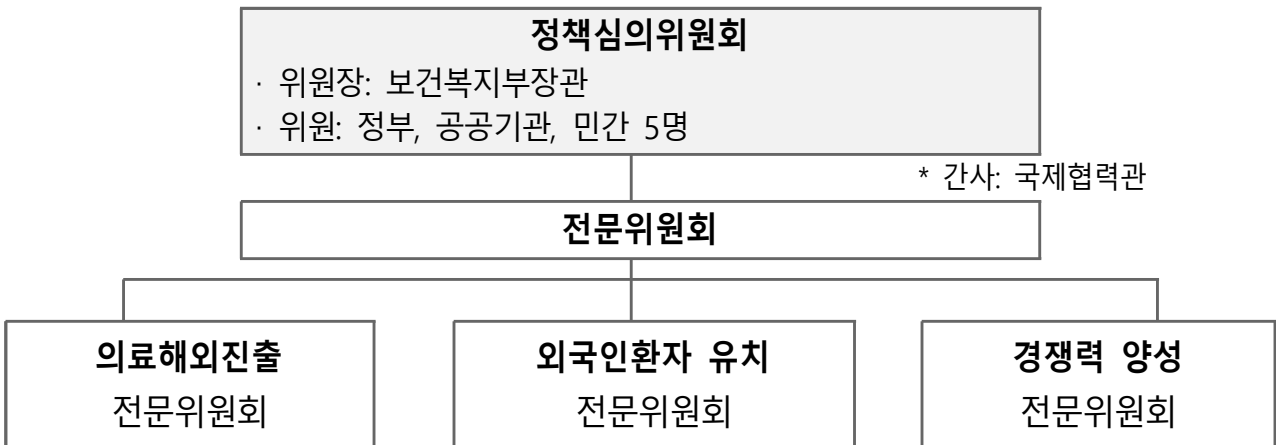 정책심의위원회
· 위원장: 보건복지부장관
· 위원: 정부, 공공기관, 민간 5명
* 간사: 국제협력관
전문위원회
의료해외진출
전문위원회
외국인환자 유치
전문위원회
경쟁력 양성
전문위원회